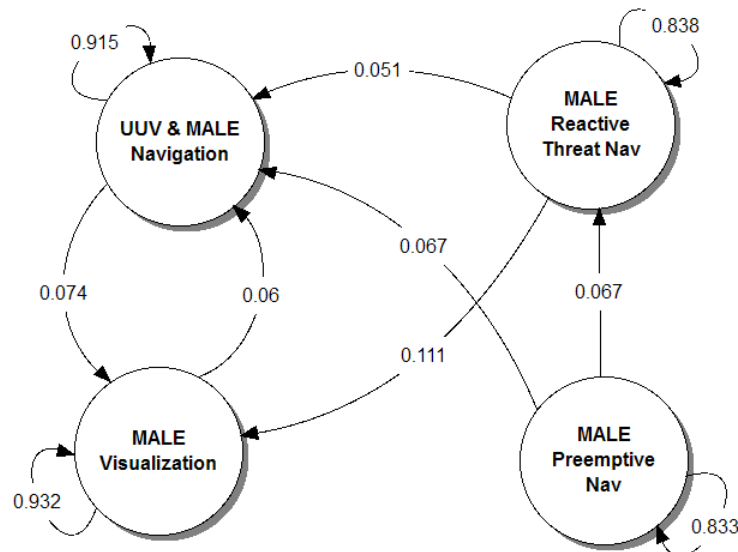 0.915
0.838
0.051
UUV & MALE
Navigation
MALE
Reactive
Threat Nav
0.067
0.074
0.06
0.067
0.111
MALE
Visualization
MALE
Preemptive
Nav
0.932
0.833